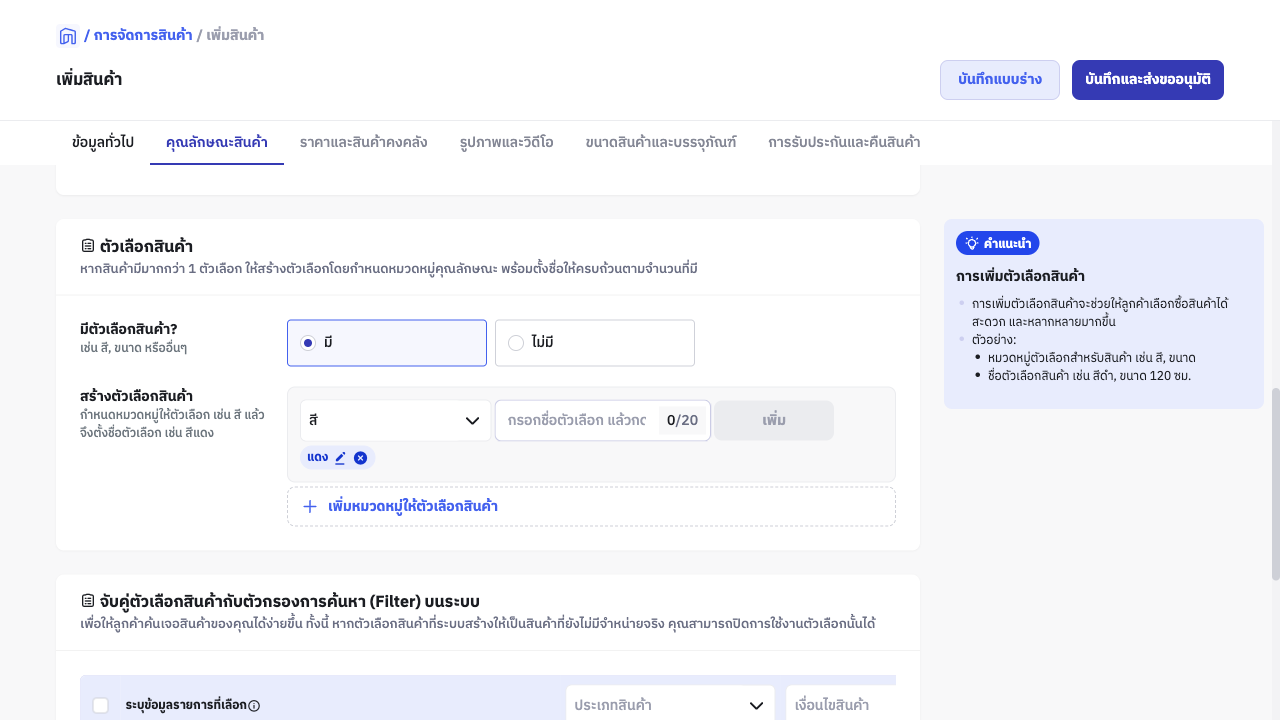 / การจัดการสินค้า / เพิ่มสินค้า
เพิ่มสินค้า
บันทึกแบบร่าง
บันทึกและส่งขออนุมัติ
ข้อมูลทั่วไป
คุณลักษณะสินค้า
ราคาและสินค้าคงคลัง
รูปภาพและวิดีโอ
ขนาดสินค้าและบรรจุภัณฑ์
การรับประกันและคืนสินค้า
ตัวเลือกสินค้า
หากสินค้ามีมากกว่า 1 ตัวเลือก ให้สร้างตัวเลือกโดยกำหนดหมวดหมู่คุณลักษณะ พร้อมตั้งชื่อให้ครบถ้วนตามจำนวนที่มี
มีตัวเลือกสินค้า?
เช่น สี, ขนาด หรืออื่นๆ
มี
ไม่มี
สร้างตัวเลือกสินค้า
กำหนดหมวดหมู่ให้ตัวเลือก เช่น สี แล้ว
จึงตั้งชื่อตัวเลือก เช่น สีแดง
สี
กรอกชื่อตัวเลือก แล้วกด
0/20
เพิ่ม
แดง
เพิ่มหมวดหมู่ให้ตัวเลือกสินค้า
คำแนะนำ
การเพิ่มตัวเลือกสินค้า
การเพิ่มตัวเลือกสินค้าจะช่วยให้ลูกค้าเลือกซื้อสินค้าได้
สะดวก และหลากหลายมากขึ้น
ตัวอย่าง:
หมวดหมู่ตัวเลือกสำหรับสินค้า เช่น สี, ขนาด
ชื่อตัวเลือกสินค้า เช่น สีดำ, ขนาด 120 ซม.
จับคู่ตัวเลือกสินค้ากับตัวกรองการค้นหา (Filter) บนระบบ
เพื่อให้ลูกค้าค้นเจอสินค้าของคุณได้ง่ายขึ้น ทั้งนี้ หากตัวเลือกสินค้าที่ระบบสร้างให้เป็นสินค้าที่ยังไม่มีจำหน่ายจริง คุณสามารถปิดการใช้งานตัวเลือกนั้นได้
ระบุข้อมูลรายการที่เลือก
ประเภทสินค้า
เงื่อนไขสินค้า